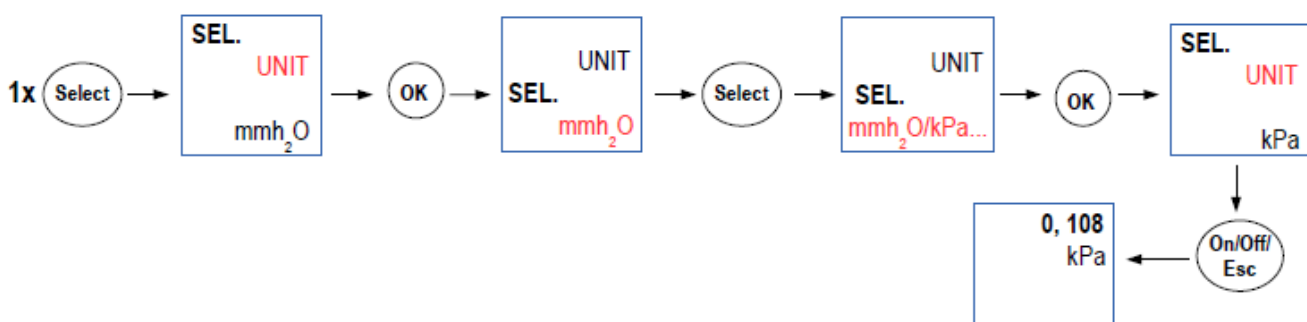 1x
Select
SEL.
UNIT
mmh₂O
OK
UNIT
SEL.
mmh₂O
Select
UNIT
SEL.
mmh₂O/kPa...
OK
SEL.
UNIT
kPa
On/Off/
Esc
0, 108
kPa